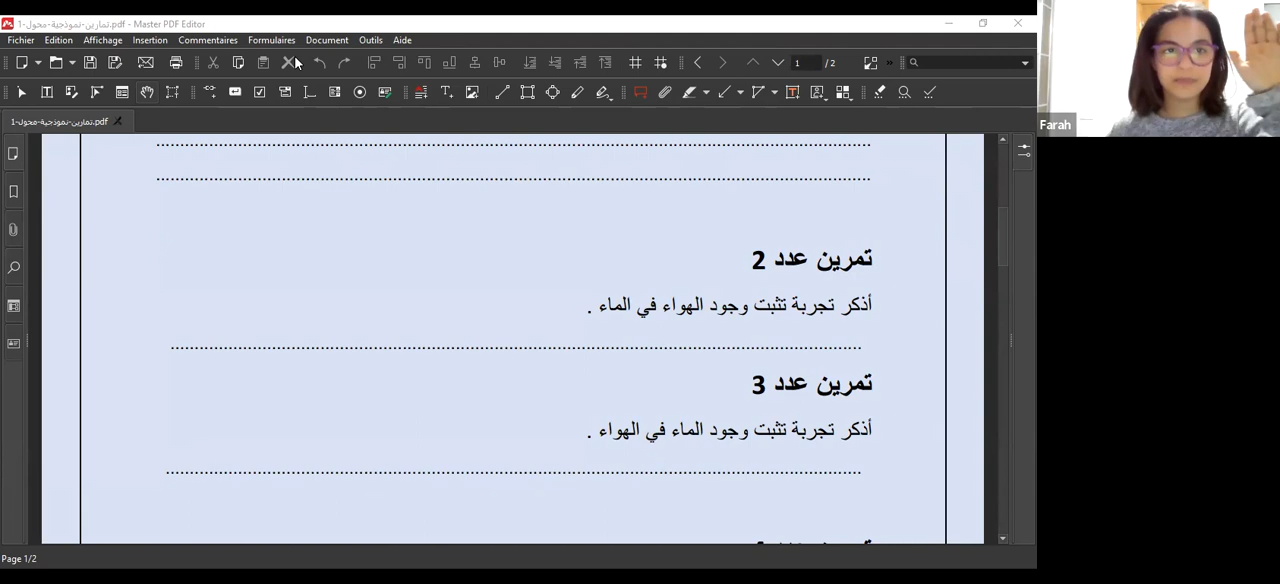 1-تمارين-نموذجية-محول.pdf - Master PDF Editor
Fichier Edition Affichage Insertion Commentaires Formulaires Document Outils Aide
1 / 2
1-تمارين-نموذجية-محول.pdf
Farah
................................................................
................................................................
تمرين عدد 2
أذكر تجربة تثبت وجود الهواء في الماء .
................................................................
تمرين عدد 3
أذكر تجربة تثبت وجود الماء في الهواء .
................................................................
Page 1/2